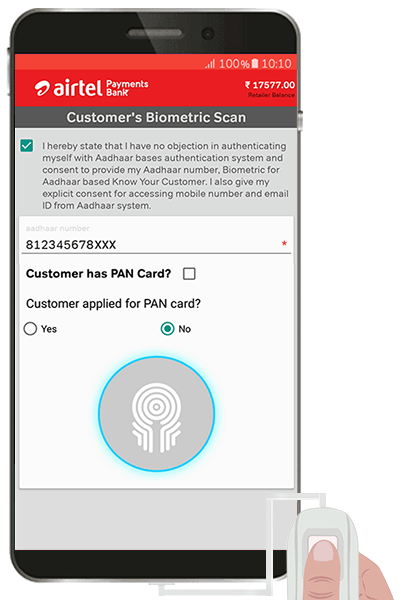 100% 10:10
airtel Payments Bank
₹ 17577.00
Retailer Balance
Customer's Biometric Scan
I hereby state that I have no objection in authenticating
myself with Aadhaar bases authentication system and
consent to provide my Aadhaar number, Biometric for
Aadhaar based Know Your Customer. I also give my
explicit consent for accessing mobile number and email
ID from Aadhaar system.
aadhaar number
812345678XXX *
Customer has PAN Card?
Customer applied for PAN card?
Yes No